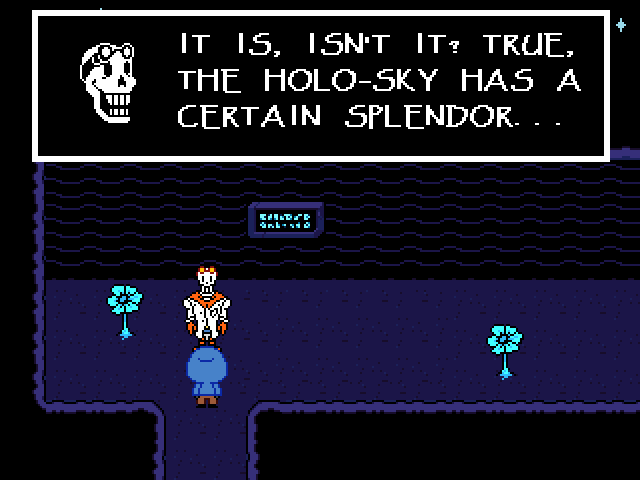 IT IS, ISN'T IT? TRUE,
THE HOLO-SKY HAS A
CERTAIN SPLENDOR...